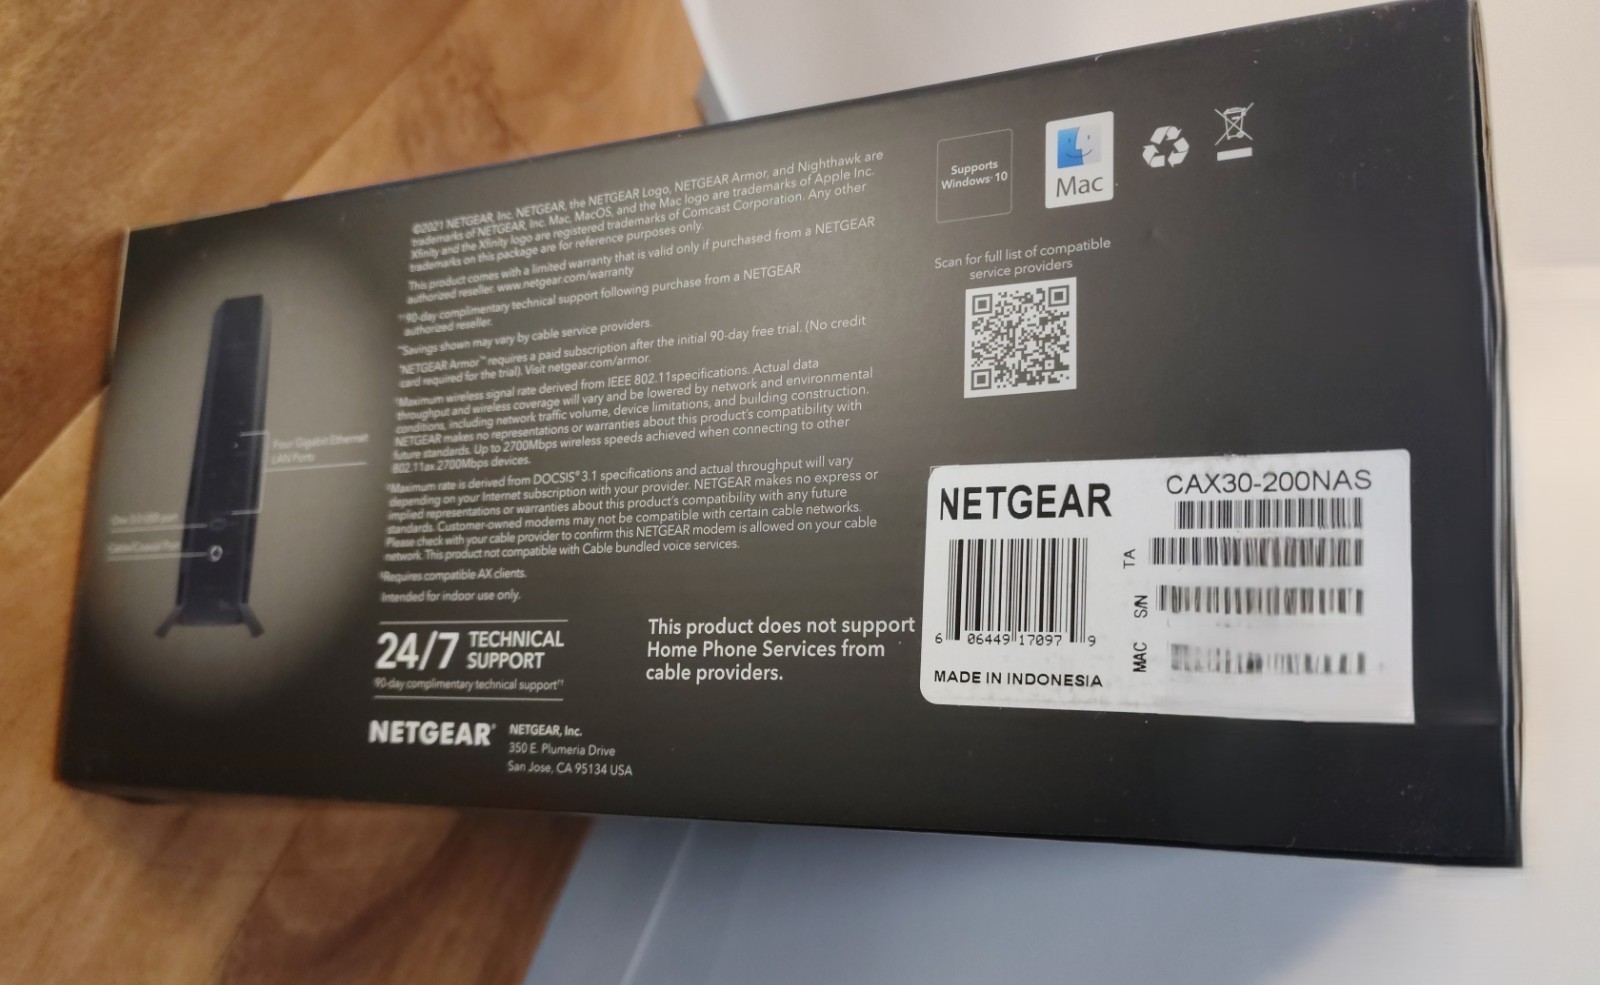 ©2021 NETGEAR, Inc. NETGEAR, the NETGEAR Logo, NETGEAR Armor, and Nighthawk are
trademarks of NETGEAR, Inc. Mac, MacOS, and the Mac logo are trademarks of Apple Inc.
Xfinity and the Xfinity logo are registered trademarks of Comcast Corporation. Any other
trademarks on this package are for reference purposes only.
This product comes with a limited warranty that is valid only if purchased from a NETGEAR
authorized reseller. www.netgear.com/warranty
††90-day complimentary technical support following purchase from a NETGEAR
authorized reseller.
**Savings shown may vary by cable service providers.
*NETGEAR Armor™ requires a paid subscription after the initial 90-day free trial. (No credit
card required for the trial). Visit netgear.com/armor.
†Maximum wireless signal rate derived from IEEE 802.11specifications. Actual data
throughput and wireless coverage will vary and be lowered by network and environmental
conditions, including network traffic volume, device limitations, and building construction.
NETGEAR makes no representations or warranties about this product's compatibility with
future standards. Up to 2700Mbps wireless speeds achieved when connecting to other
802.11ax 2700Mbps devices.
‡Maximum rate is derived from DOCSIS® 3.1 specifications and actual throughput will vary
depending on your Internet subscription with your provider. NETGEAR makes no express or
implied representations or warranties about this product's compatibility with any future
standards. Customer-owned modems may not be compatible with certain cable networks.
Please check with your cable provider to confirm this NETGEAR modem is allowed on your cable
network. This product not compatible with Cable bundled voice services.
Requires compatible AX clients.
Intended for indoor use only.
Four Gigabit Ethernet
LAN Ports
One 3.0 USB port
Cable/Coaxial Port
24/7 TECHNICAL
SUPPORT
90-day complimentary technical support††
NETGEAR®
NETGEAR, Inc.
350 E. Plumeria Drive
San Jose, CA 95134 USA
This product does not support
Home Phone Services from
cable providers.
Supports
Windows® 10
Mac
Scan for full list of compatible
service providers
NETGEAR
CAX30-200NAS
TA
S/N
MAC
6 06449 17097 9
MADE IN INDONESIA